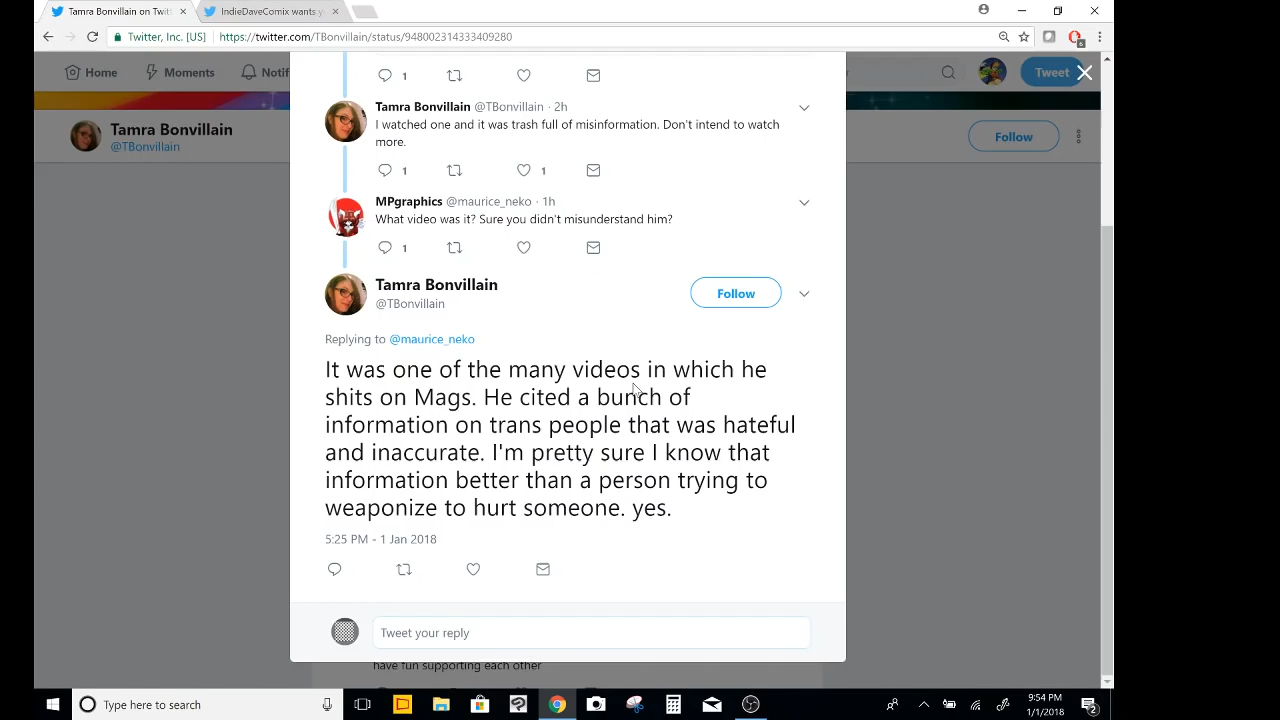 Tamra Bonvillain on Twitt
IndieDaveComix wants y
Twitter, Inc. [US]
https://twitter.com/TBonvillain/status/948002314333409280
Home
Moments
Notif
Tweet
Tamra Bonvillain
@TBonvillain
Follow
1
Tamra Bonvillain @TBonvillain · 2h
I watched one and it was trash full of misinformation. Don't intend to watch
more.
1
1
MPgraphics @maurice_neko · 1h
What video was it? Sure you didn't misunderstand him?
1
Tamra Bonvillain
@TBonvillain
Follow
Replying to @maurice_neko
It was one of the many videos in which he
shits on Mags. He cited a bunch of
information on trans people that was hateful
and inaccurate. I'm pretty sure I know that
information better than a person trying to
weaponize to hurt someone. yes.
5:25 PM - 1 Jan 2018
Tweet your reply
have fun supporting each other
Type here to search
9:54 PM
1/1/2018
2